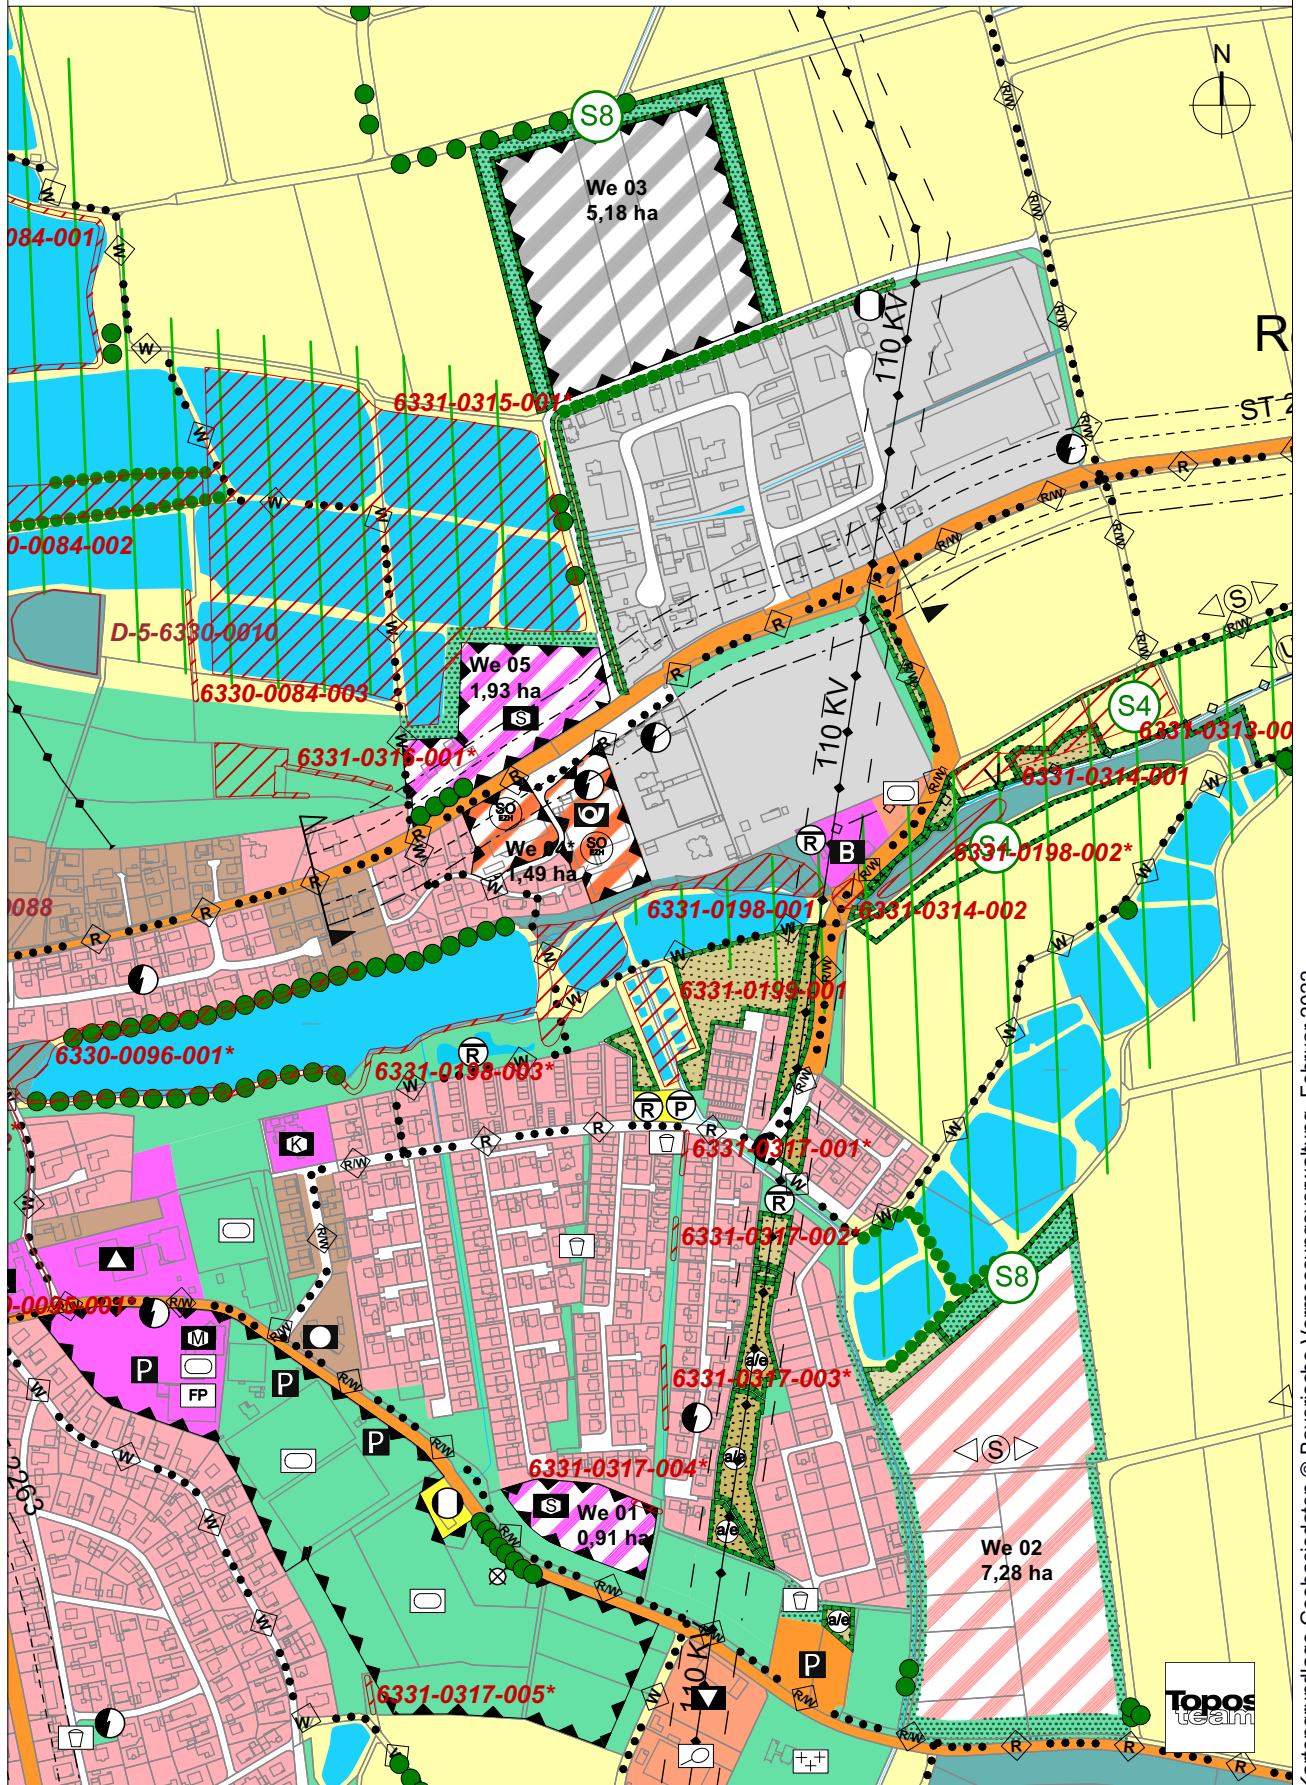 N
S8
We 03
5,18 ha
084-001
R/W
R/W
W
W
W
110 KV
R/W
6331-0315-001*
ST 2
R/W
R
W
W
W
R/W
R/W
R/W
0-0084-002
D-5-6330-0010
W
R
S
R/W
R/W
We 05
1,93 ha
S
6330-0084-003
R
R/W
110 KV
S4
6331-0313-00
6331-0316-001*
W
R
R
R/W
6331-0314-001
W
SO
EZH
SO
EZH
We 04*
1,49 ha
R
B
R/W
S4
6331-0198-002*
R
W
W
R
W
0088
R
R
6331-0198-001
6331-0314-002
W
W
W
W
R/W
6331-0199-001
W
6330-0096-001*
R
W
W
6331-0198-003*
R/W
R
P
R
R
R
W
K
R/W
6331-0317-001*
W
R
W
W
R/W
6331-0317-002*
S8
R/W
R/W
M
P
FP
P
R/W
a/e
6331-0317-003*
W
P
R/W
a/e
S
W
6331-0317-004*
2263
S
We 01
0,91 ha
R/W
a/e
W
We 02
7,28 ha
R/W
W
a/e
R/W
P
110 KV
6331-0317-005*
W
W
R/W
R/W
R
R
R
Topos
team